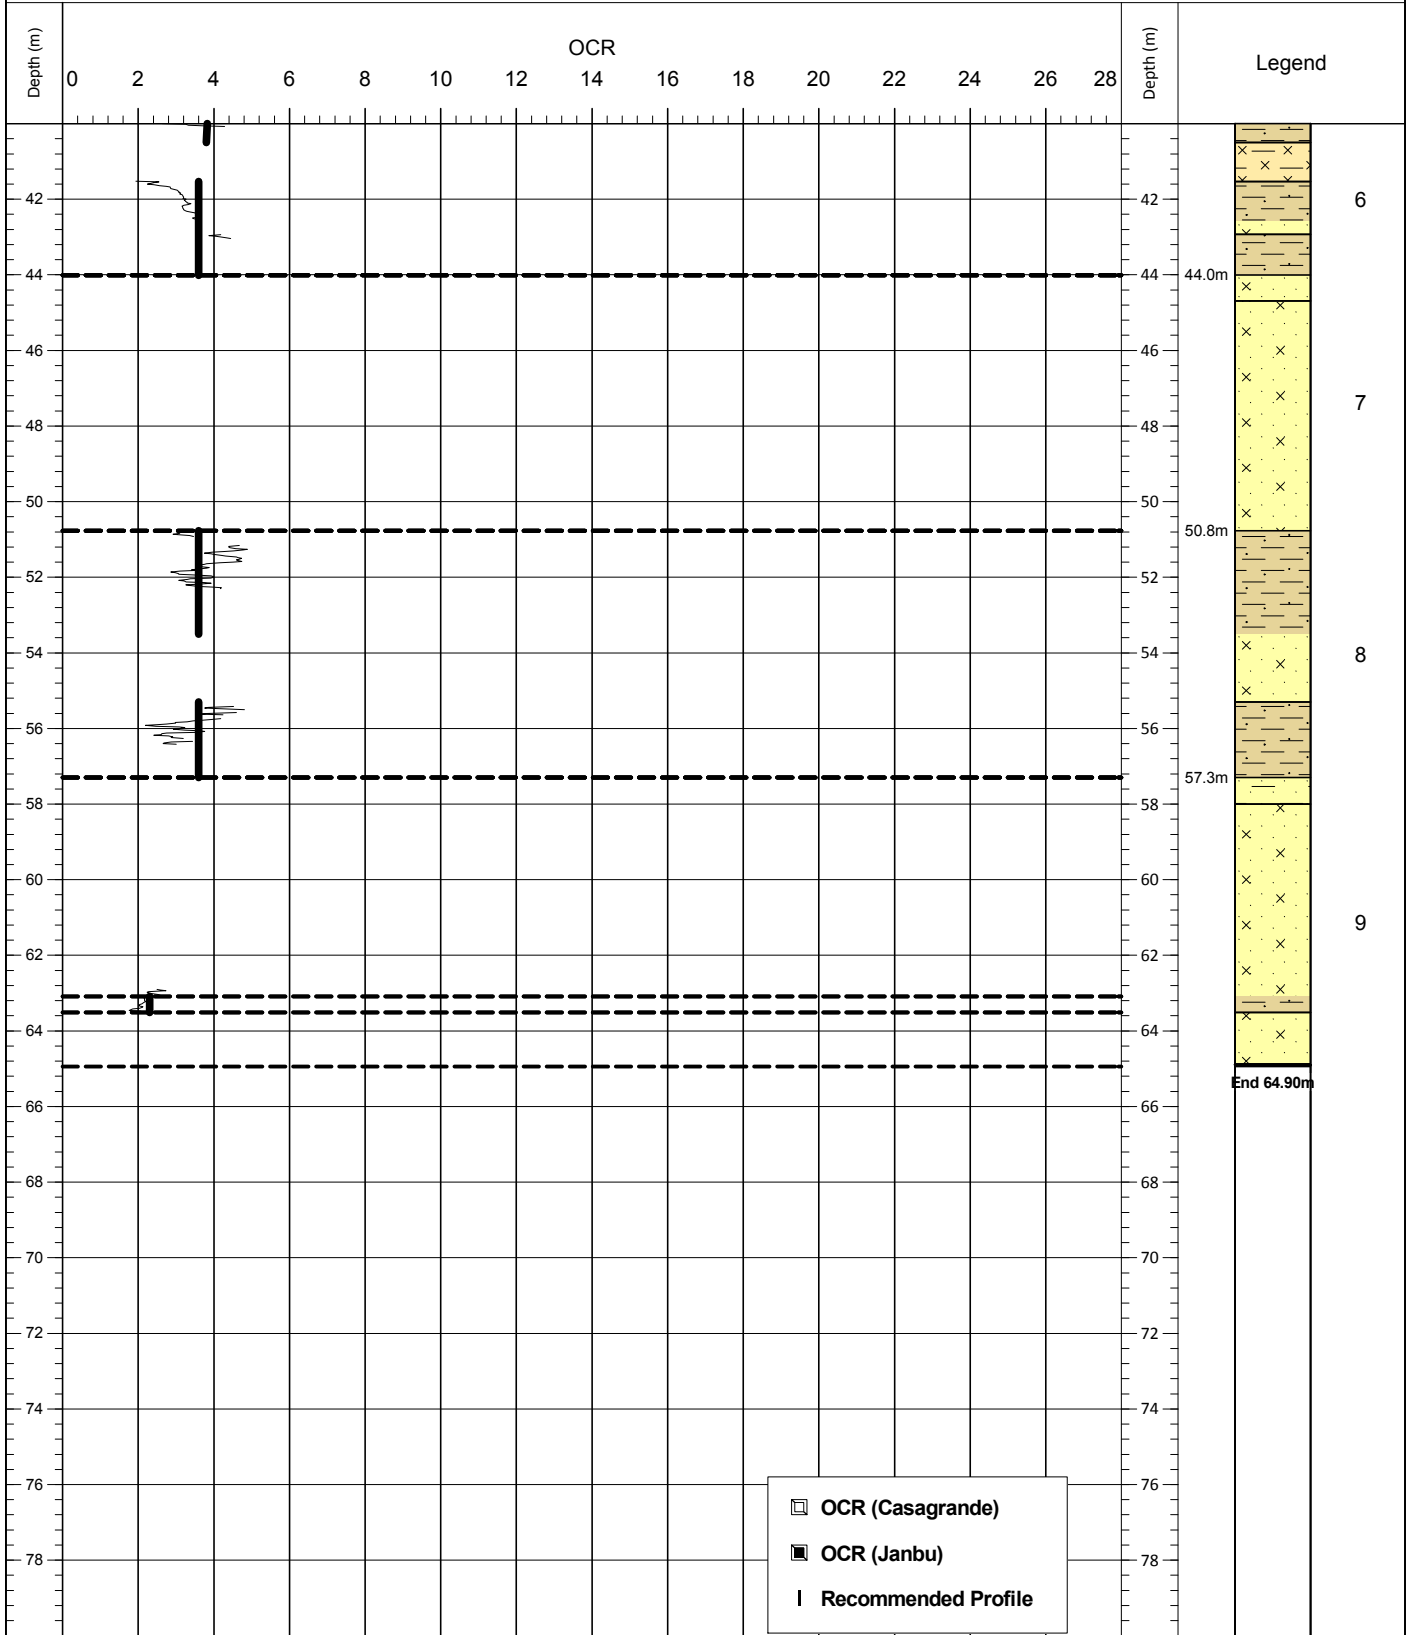 Depth (m)
OCR
0 2 4 6 8 10 12 14 16 18 20 22 24 26 28
Depth (m)
Legend
42 42 6
44 44 44.0m
46 46
7
48 48
50 50
50.8m
52 52
54 54 8
56 56
57.3m
58 58
60 60
9
62 62
64 64
End 64.90m
66 66
68 68
70 70
72 72
74 74
76 76
OCR (Casagrande)
OCR (Janbu)
78 78
Recommended Profile